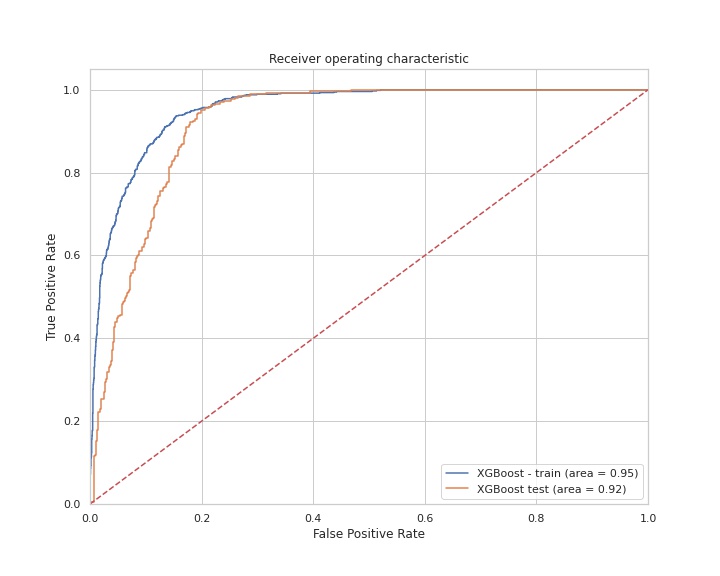 Receiver operating characteristic
1.0
0.8
0.6
0.4
0.2
0.0
True Positive Rate
0.0 0.2 0.4 0.6 0.8 1.0
False Positive Rate
XGBoost - train (area = 0.95)
XGBoost test (area = 0.92)